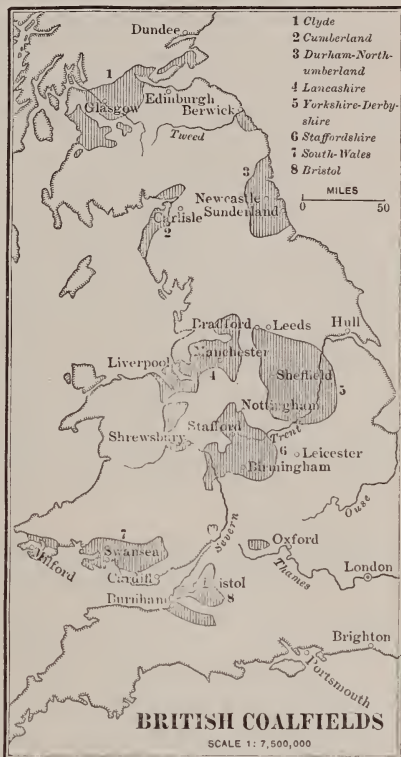 Dundee
1 Clyde
2 Cumberland
3 Durham-North-
umberland
4 Lancashire
5 Yorkshire-Derby-
shire
6 Staffordshire
7 South-Wales
8 Bristol
MILES
0 50
1
Glasgow
Edinburgh
Berwick
Tweed
3
Newcastle
Sunderland
Carlisle
2
Bradford
Leeds
Hull
Manchester
Liverpool
4
Sheffield
5
Nottingham
Stafford
Trent
Shrewsbury
6
Leicester
Birmingham
Ouse
Severn
7
Swansea
Milford
Cardiff
Oxford
Thames
London
Burnham
8
Brighton
Portsmouth
BRITISH COALFIELDS
SCALE 1: 7,500,000